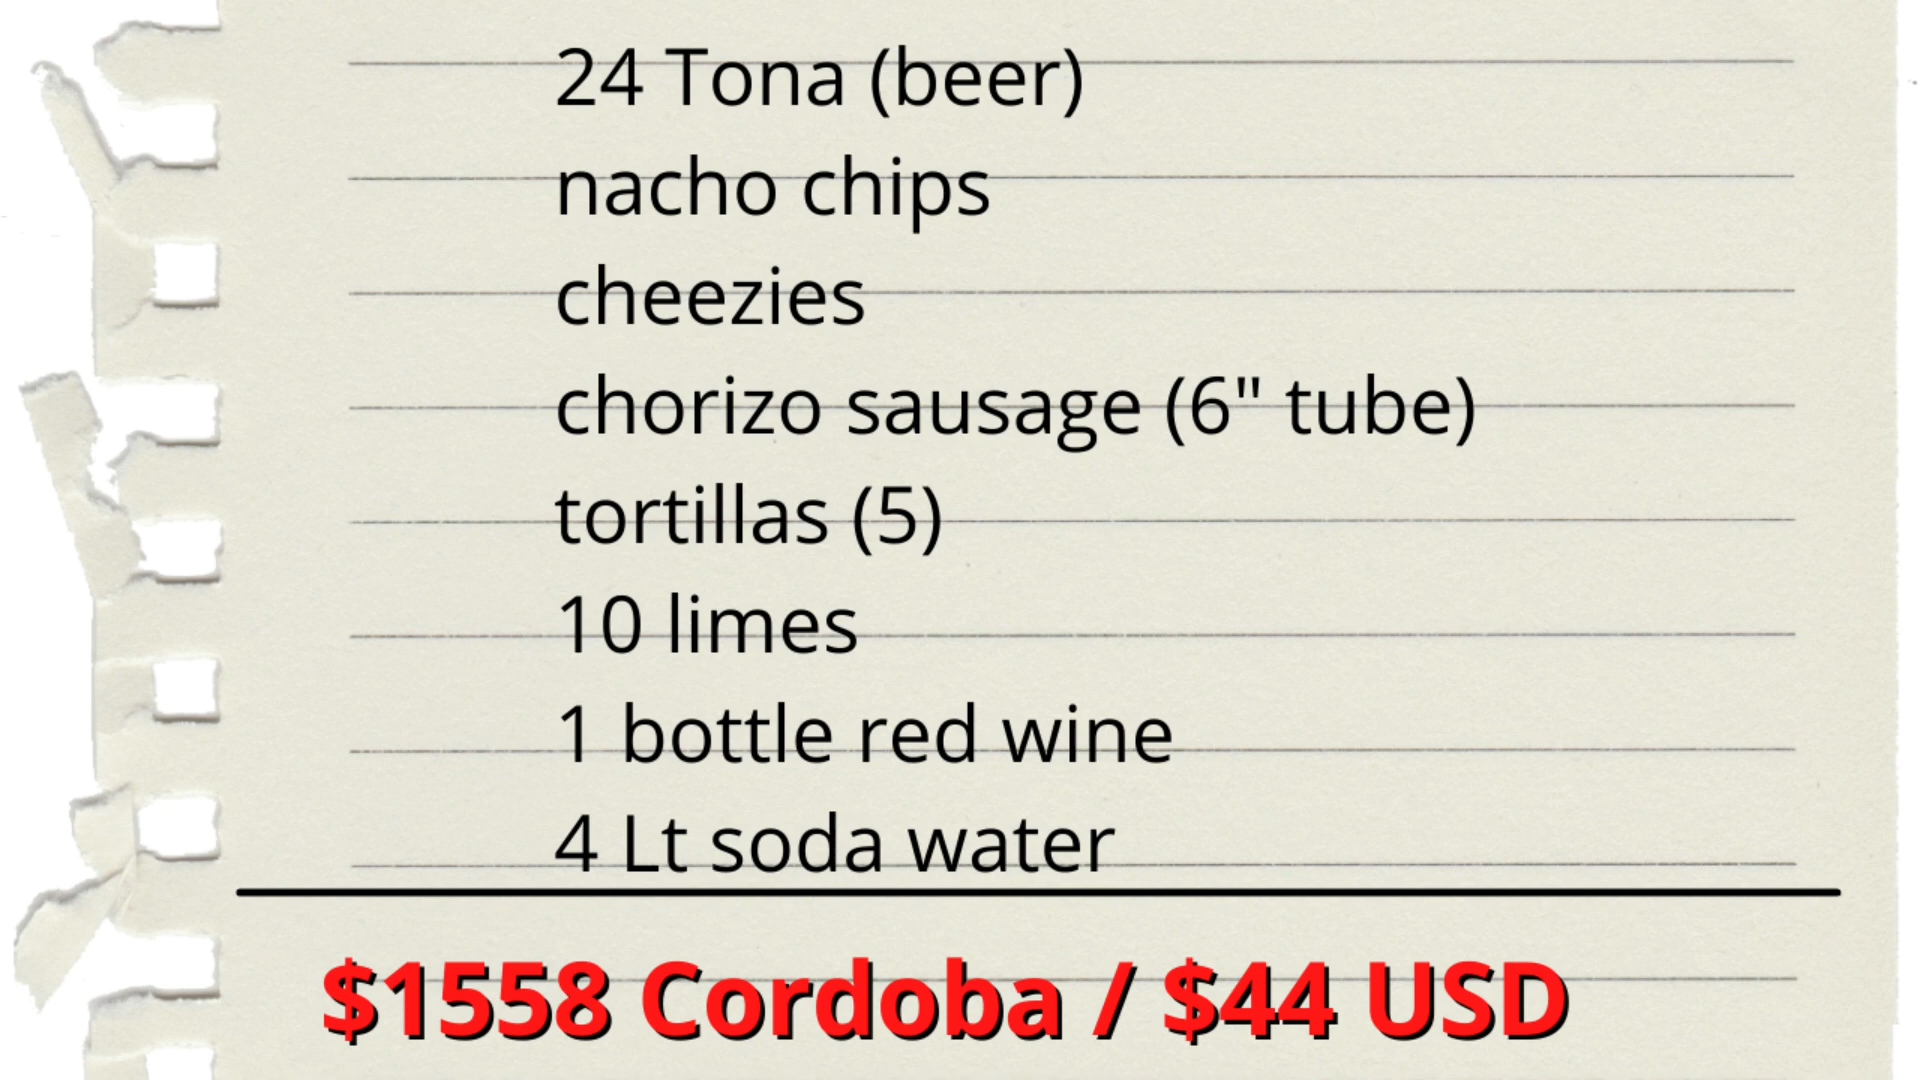 24 Tona (beer)
nacho chips
cheezies
chorizo sausage (6" tube)
tortillas (5)
10 limes
1 bottle red wine
4 Lt soda water
$1558 Cordoba / $44 USD